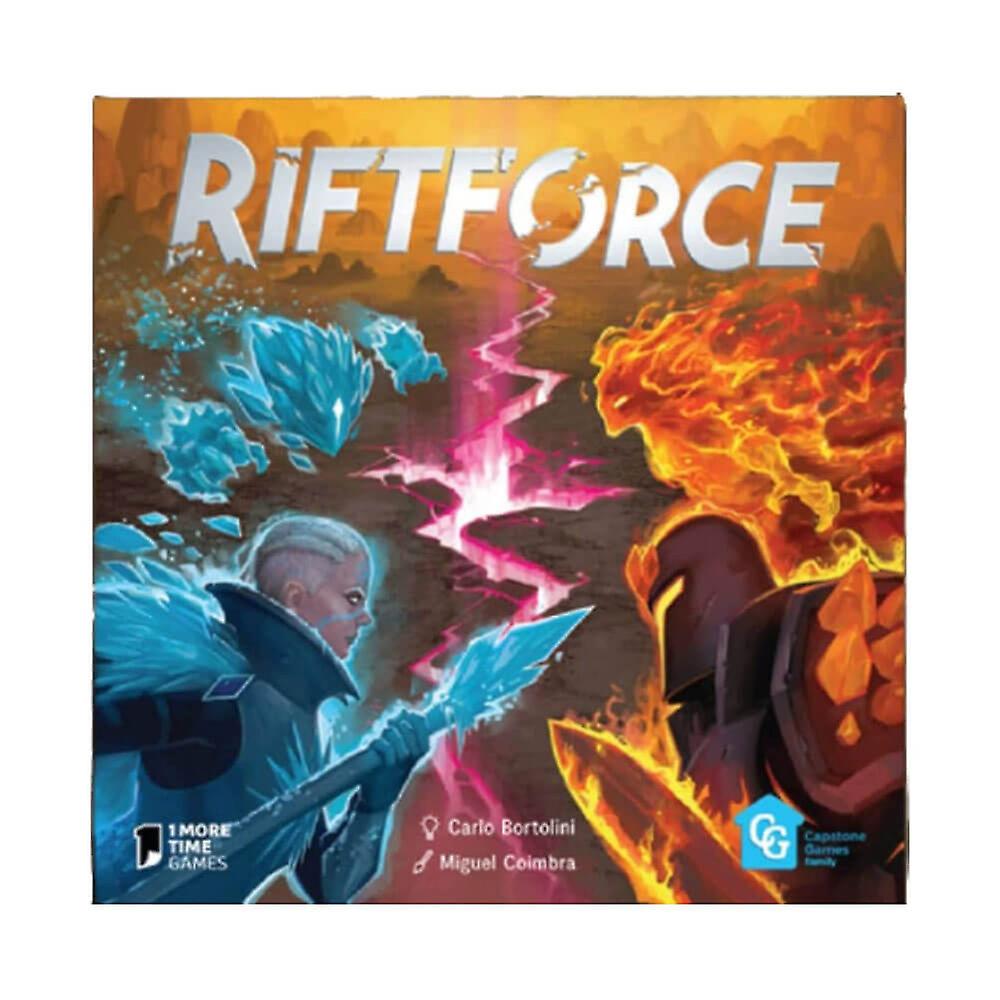 RIFTFORCE
1 MORE
TIME
GAMES
Carlo Bortolini
Miguel Coimbra
CG
Capstone
Games
family